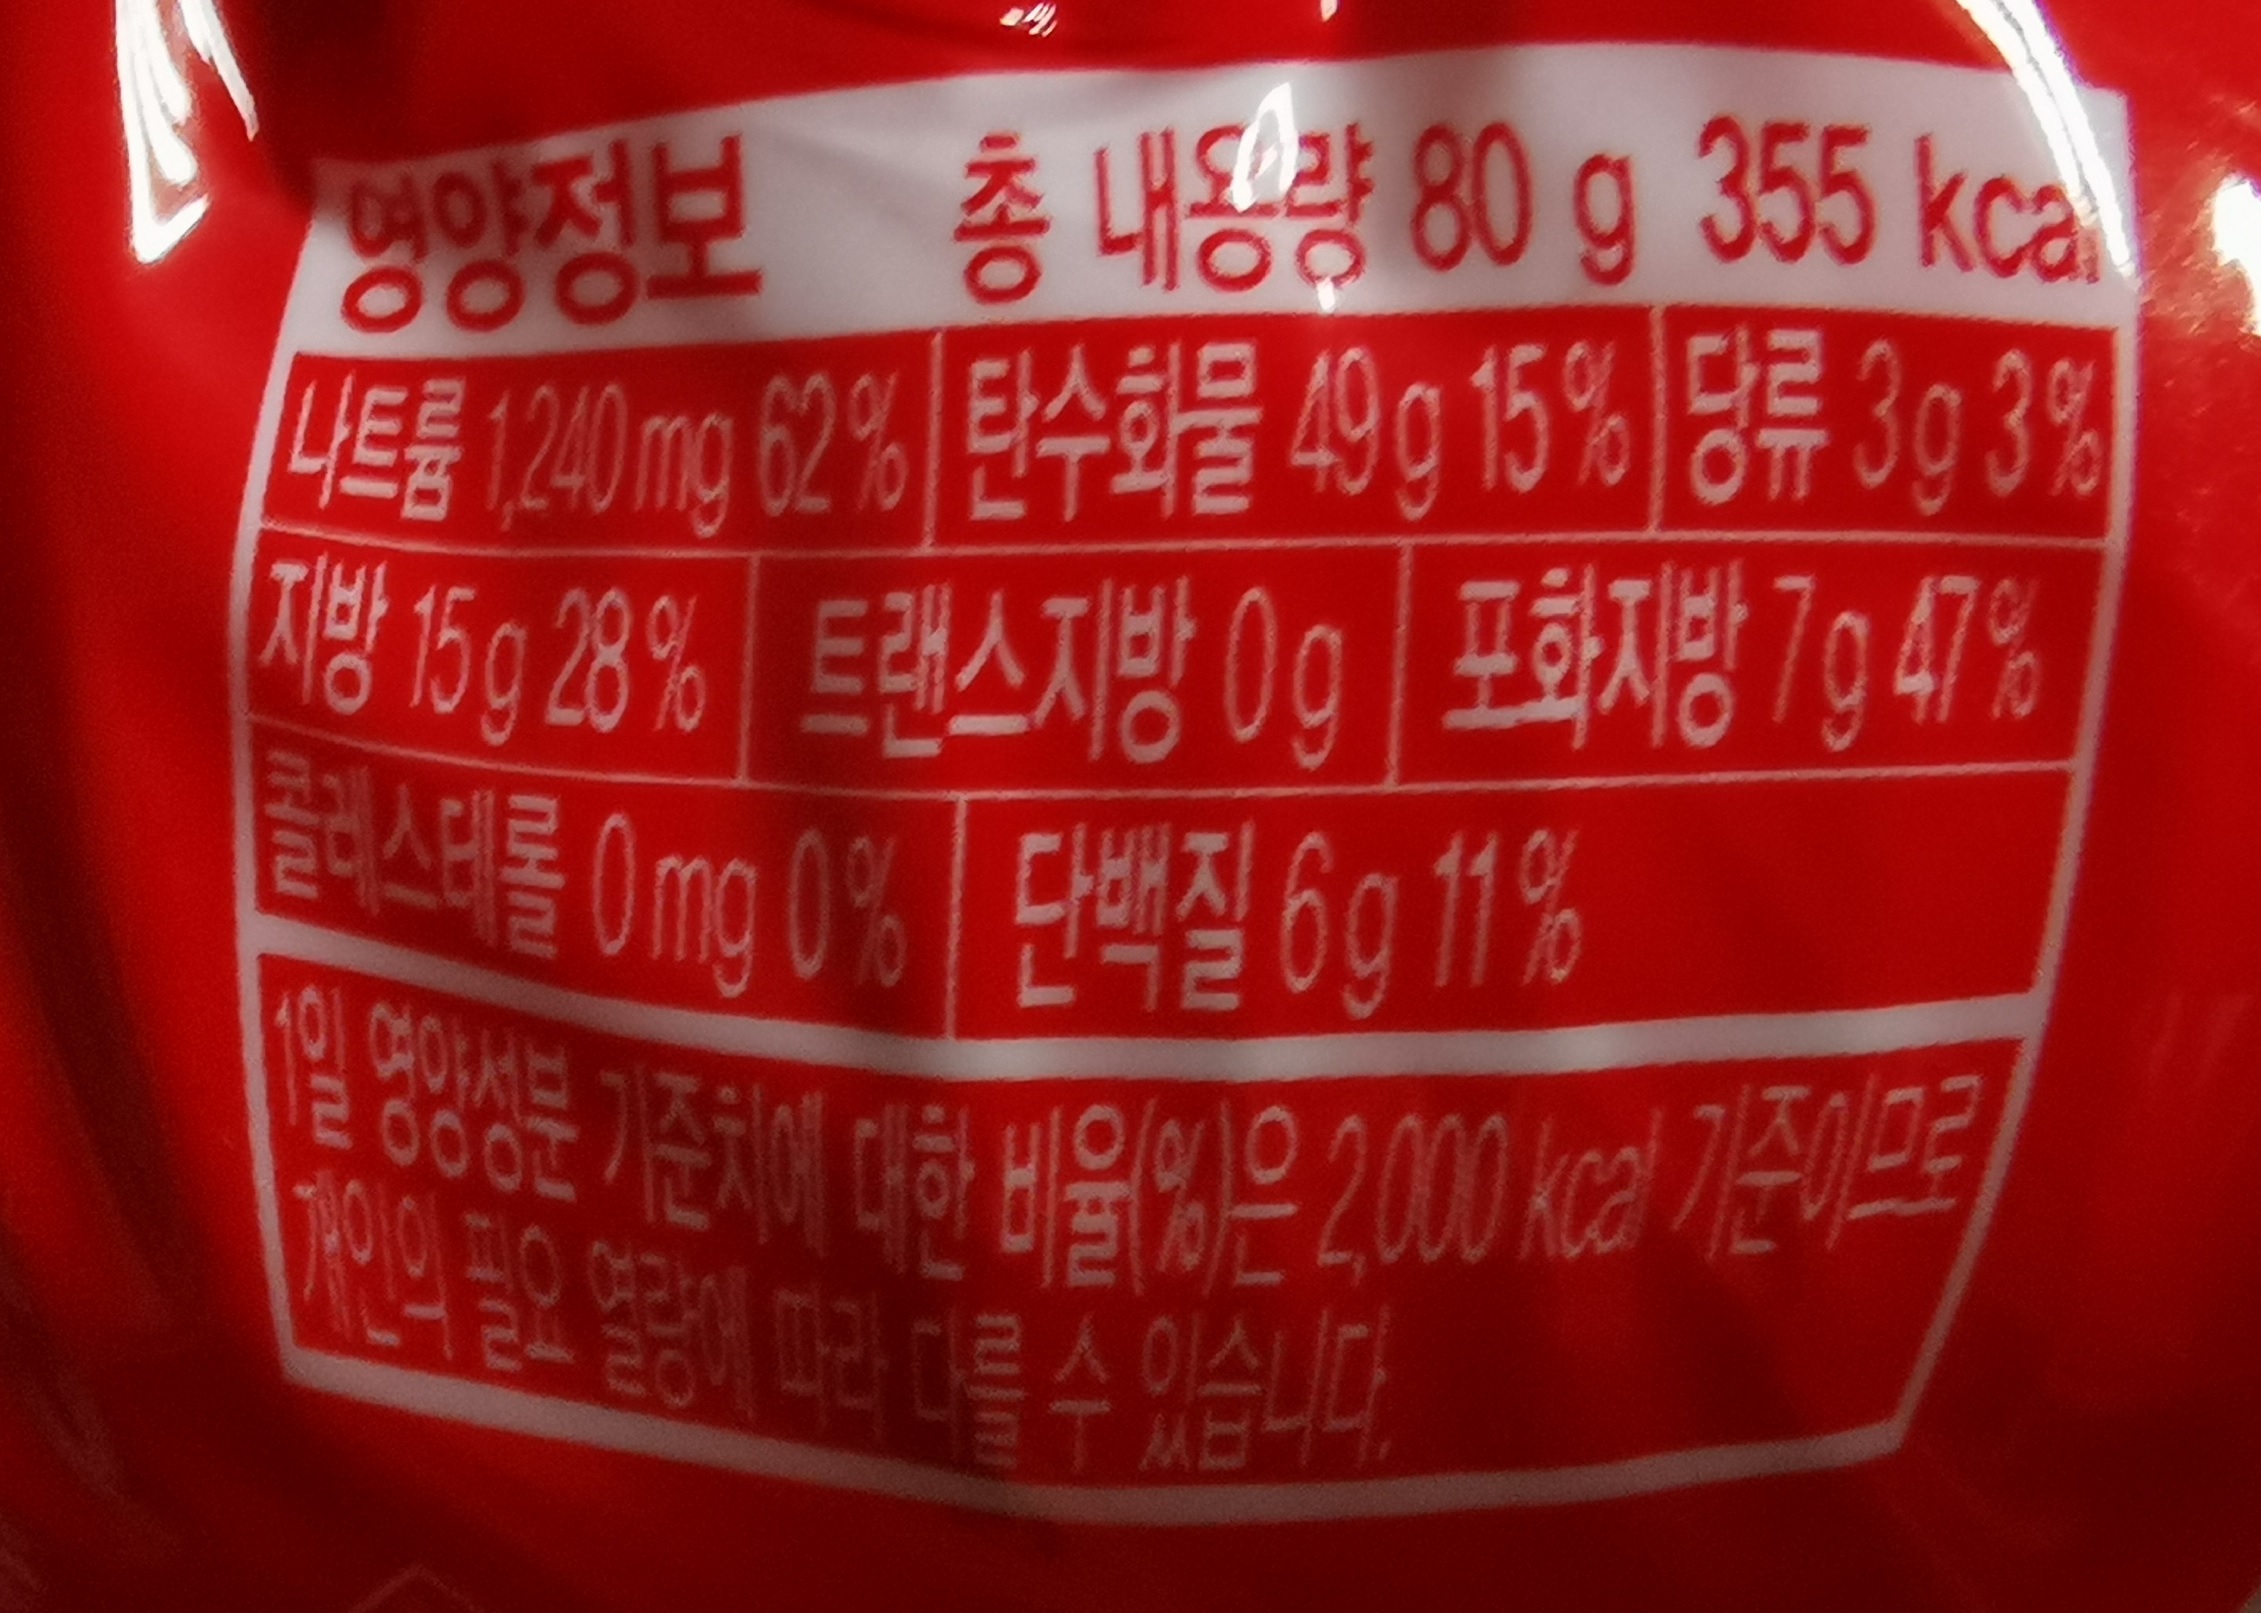 영양정보 총 내용량 80 g 355 kcal
나트륨 1,240 mg 62 % 탄수화물 49 g 15 % 당류 3 g 3 %
지방 15 g 28 % 트랜스지방 0 g 포화지방 7 g 47 %
콜레스테롤 0 mg 0 % 단백질 6 g 11 %
1일 영양성분 기준치에 대한 비율(%)은 2,000 kcal 기준이므로
개인의 필요 열량에 따라 다를 수 있습니다.